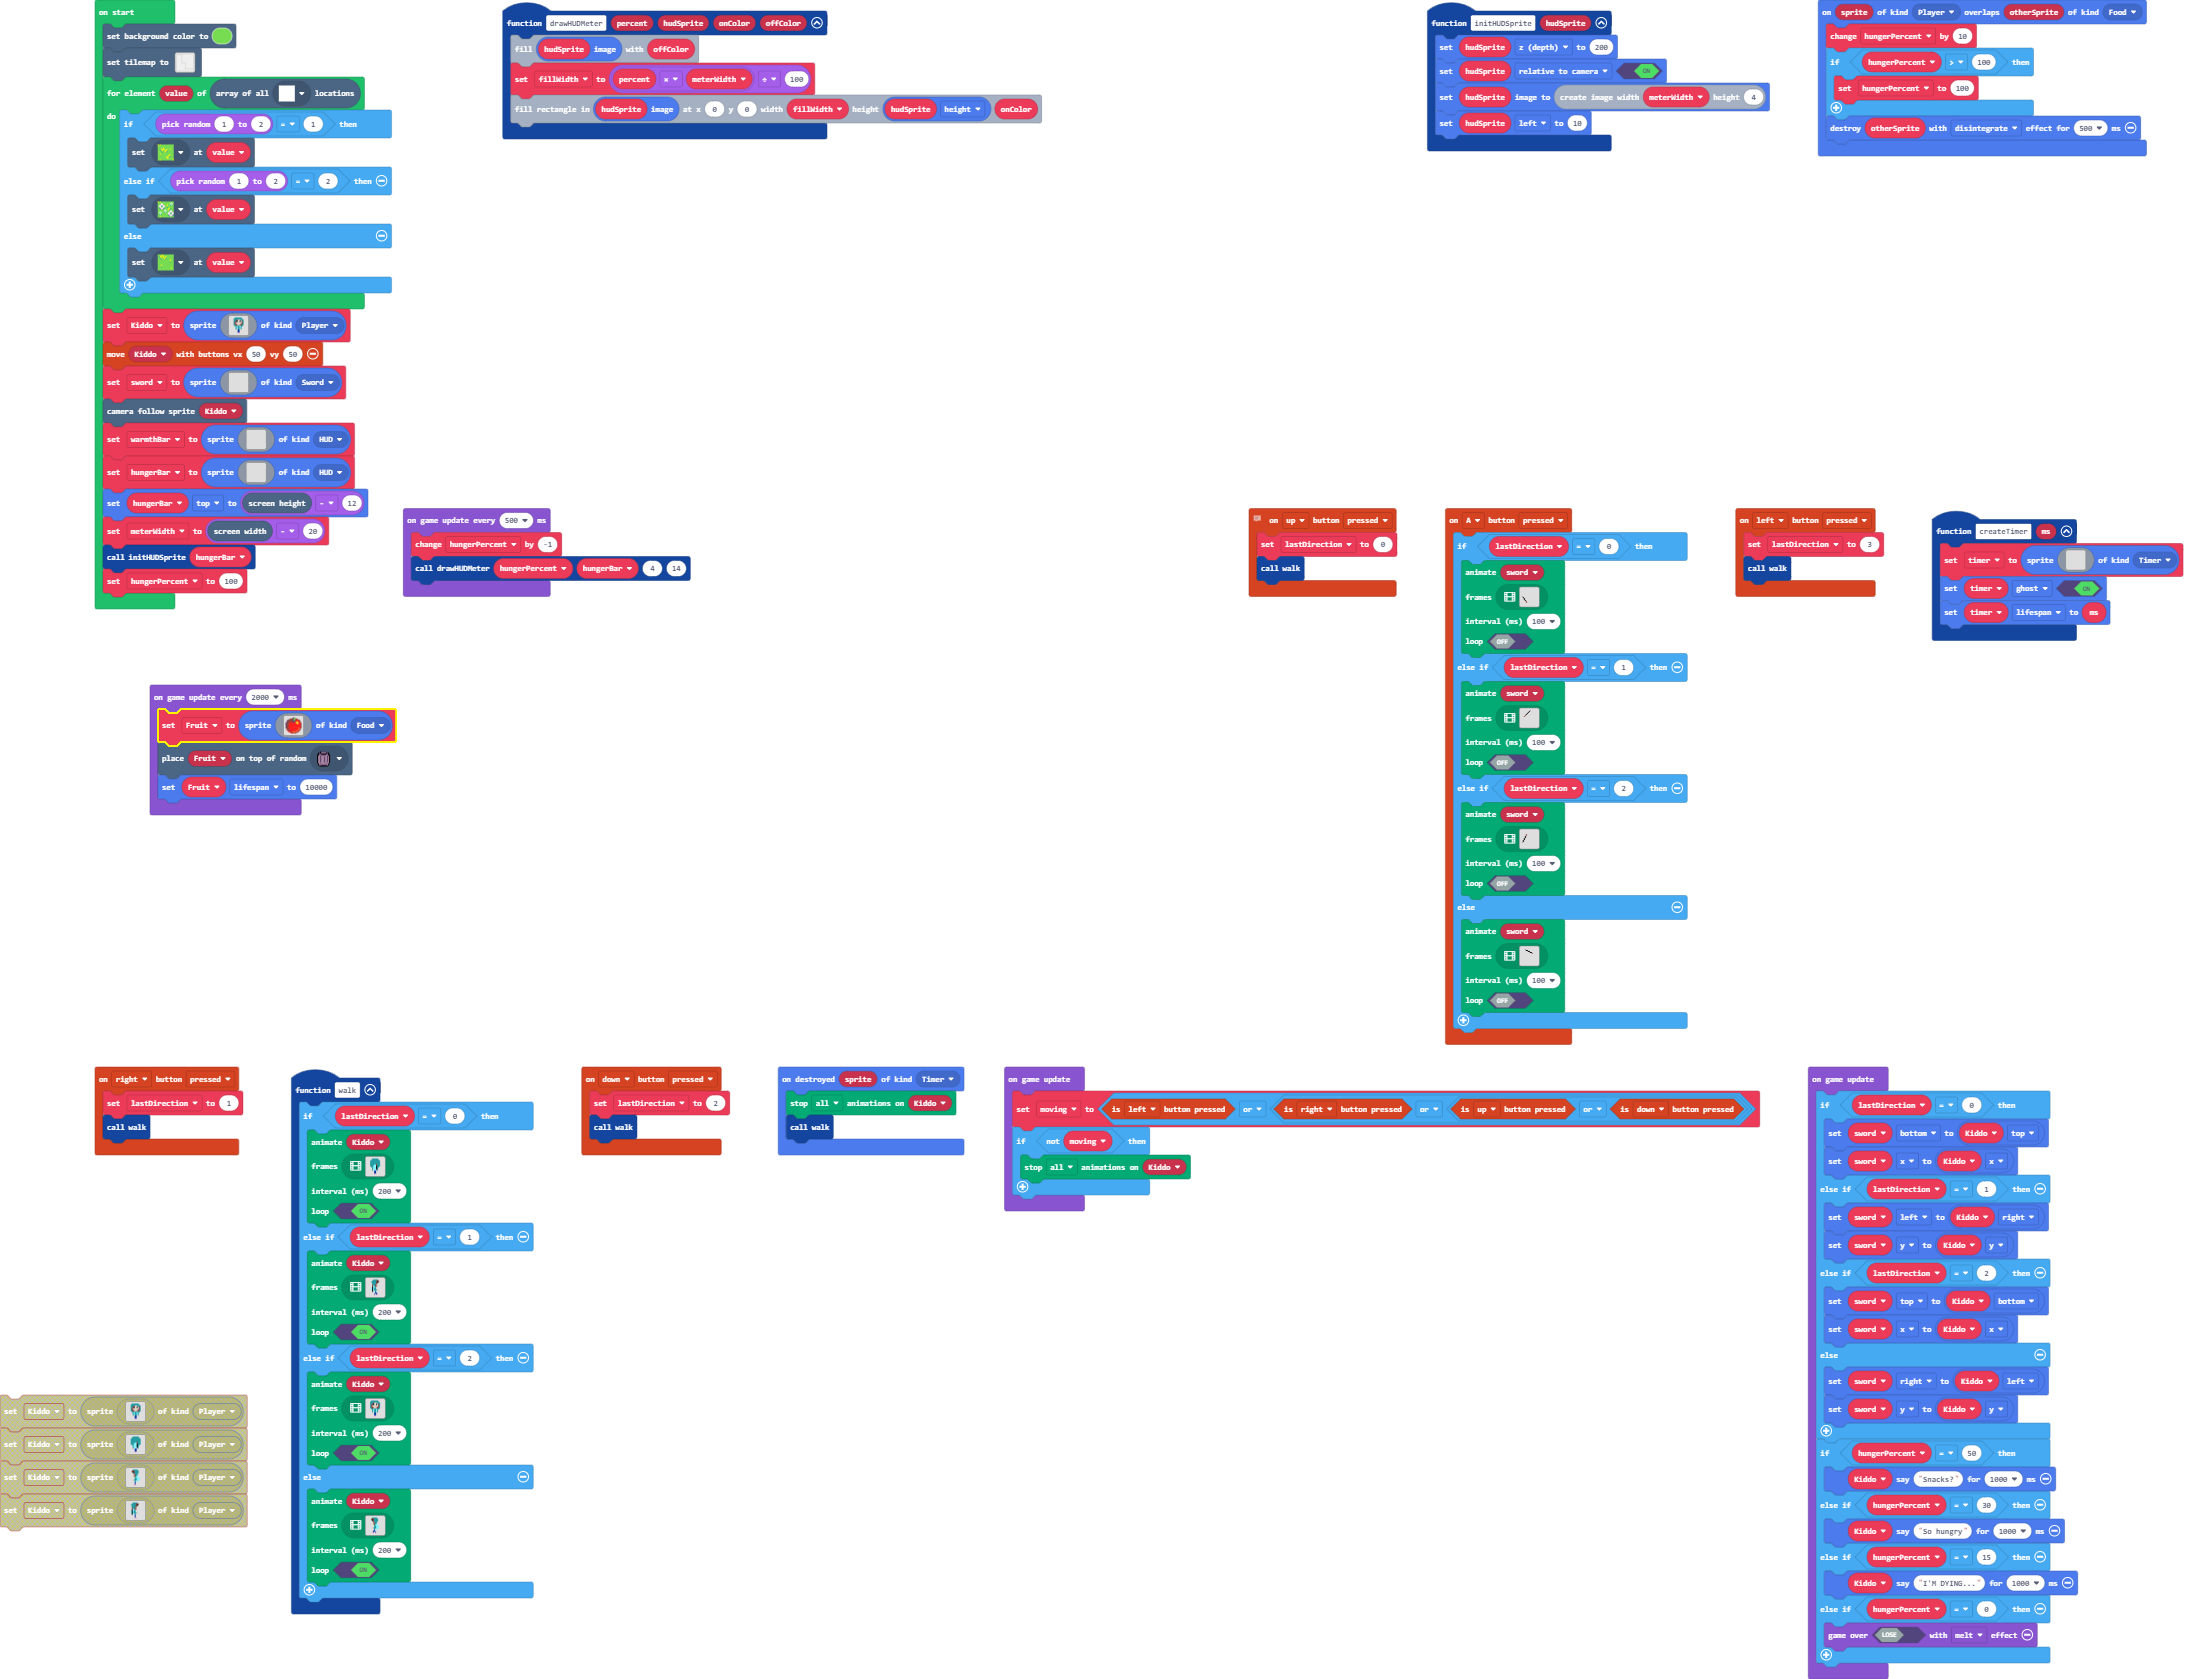 on start
set background color to
set tilemap to
for element value of array of all locations
do
if pick random 1 to 2 = 1 then
set at value
else if pick random 1 to 2 = 2 then
set at value
else
set at value
set Kiddo to sprite of kind Player
move Kiddo with buttons vx 50 vy 50
set sword to sprite of kind Sword
camera follow sprite Kiddo
set warmthBar to sprite of kind HUD
set hungerBar to sprite of kind HUD
set hungerBar top to screen height - 12
set meterWidth to screen width - 20
call initHUDSprite hungerBar
set hungerPercent to 100
function drawHUDMeter percent hudSprite onColor offColor
fill hudSprite image with offColor
set fillWidth to percent × meterWidth ÷ 100
fill rectangle in hudSprite image at x 0 y 0 width fillWidth height hudSprite height onColor
function initHUDSprite hudSprite
set hudSprite z (depth) to 200
set hudSprite relative to camera ON
set hudSprite image to create image width meterWidth height 4
set hudSprite left to 10
on sprite of kind Player overlaps otherSprite of kind Food
change hungerPercent by 10
if hungerPercent > 100 then
set hungerPercent to 100
destroy otherSprite with disintegrate effect for 500 ms
on game update every 500 ms
change hungerPercent by -1
call drawHUDMeter hungerPercent hungerBar 4 14
on up button pressed
set lastDirection to 0
call walk
on A button pressed
if lastDirection = 0 then
animate sword
frames
interval (ms) 100
loop OFF
else if lastDirection = 1 then
animate sword
frames
interval (ms) 100
loop OFF
else if lastDirection = 2 then
animate sword
frames
interval (ms) 100
loop OFF
else
animate sword
frames
interval (ms) 100
loop OFF
on left button pressed
set lastDirection to 3
call walk
function createTimer ms
set timer to sprite of kind Timer
set timer ghost ON
set timer lifespan to ms
on game update every 2000 ms
set Fruit to sprite of kind Food
place Fruit on top of random
set Fruit lifespan to 10000
on right button pressed
set lastDirection to 1
call walk
function walk
if lastDirection = 0 then
animate Kiddo
frames
interval (ms) 200
loop ON
else if lastDirection = 1 then
animate Kiddo
frames
interval (ms) 200
loop ON
else if lastDirection = 2 then
animate Kiddo
frames
interval (ms) 200
loop ON
else
animate Kiddo
frames
interval (ms) 200
loop ON
on down button pressed
set lastDirection to 2
call walk
on destroyed sprite of kind Timer
stop all animations on Kiddo
call walk
on game update
set moving to is left button pressed or is right button pressed or is up button pressed or is down button pressed
if not moving then
stop all animations on Kiddo
on game update
if lastDirection = 0 then
set sword bottom to Kiddo top
set sword x to Kiddo x
else if lastDirection = 1 then
set sword left to Kiddo right
set sword y to Kiddo y
else if lastDirection = 2 then
set sword top to Kiddo bottom
set sword x to Kiddo x
else
set sword right to Kiddo left
set sword y to Kiddo y
if hungerPercent = 50 then
Kiddo say "Snacks?" for 1000 ms
else if hungerPercent = 30 then
Kiddo say "So hungry" for 1000 ms
else if hungerPercent = 15 then
Kiddo say "I'M DYING..." for 1000 ms
else if hungerPercent = 0 then
game over LOSE with melt effect
set Kiddo to sprite of kind Player
set Kiddo to sprite of kind Player
set Kiddo to sprite of kind Player
set Kiddo to sprite of kind Player